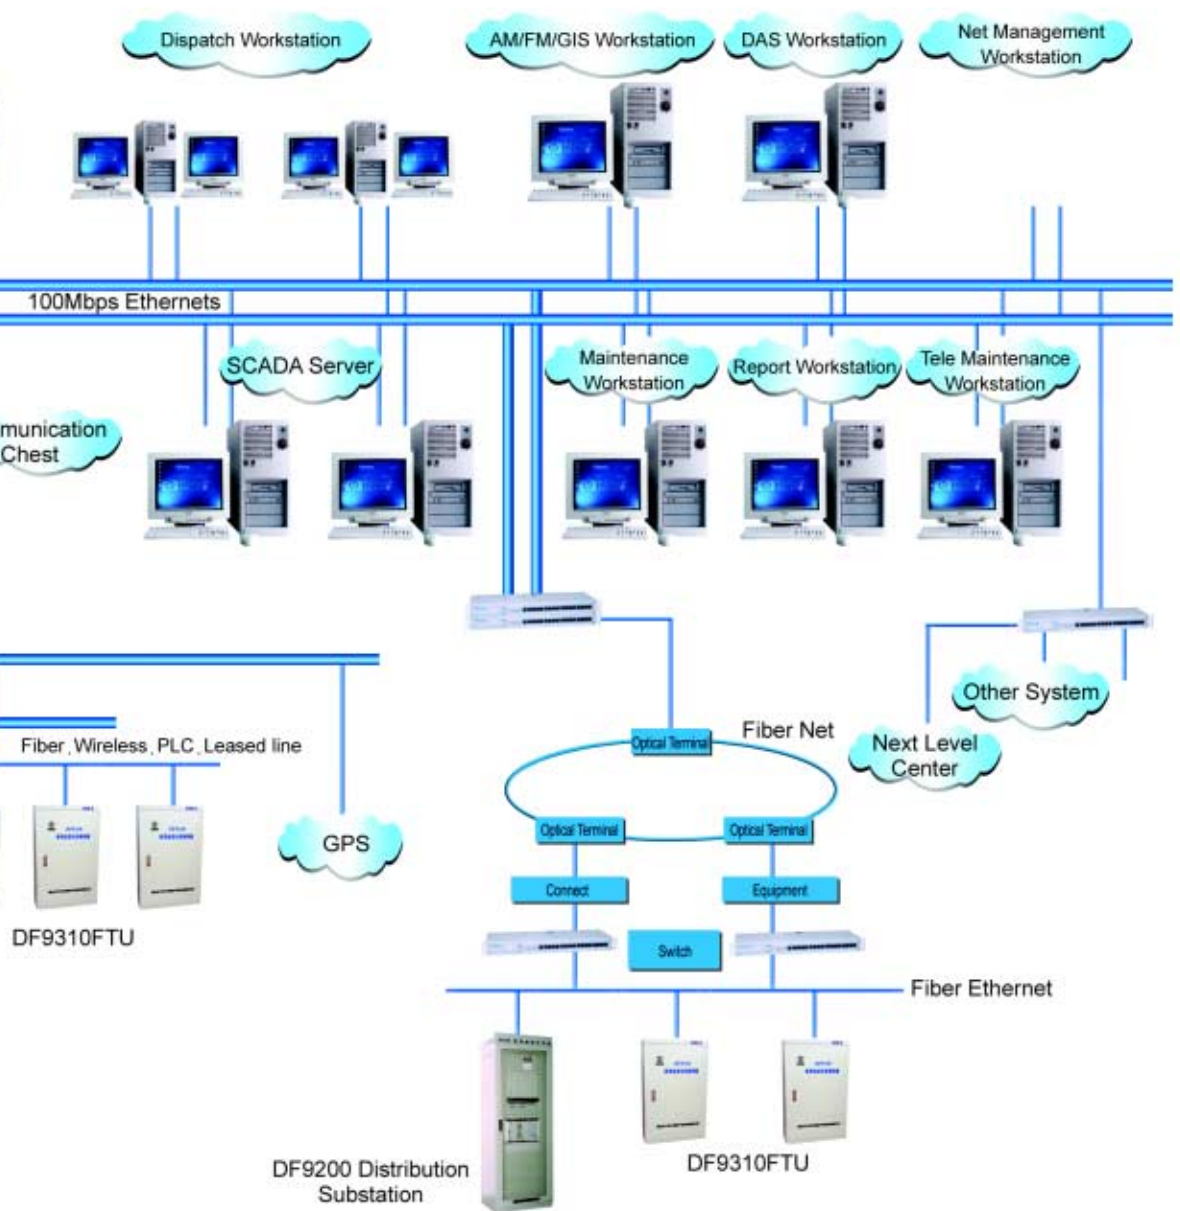 Dispatch Workstation
AM/FM/GIS Workstation
DAS Workstation
Net Management
Workstation
100Mbps Ethernets
SCADA Server
Maintenance
Workstation
Report Workstation
Tele Maintenance
Workstation
munication
Chest
Other System
Fiber Net
Next Level
Center
Optical Terminal
Fiber, Wireless, PLC, Leased line
Optical Terminal
Optical Terminal
GPS
Connect
Equipment
DF9310FTU
Switch
Fiber Ethernet
DF9200 Distribution
Substation
DF9310FTU